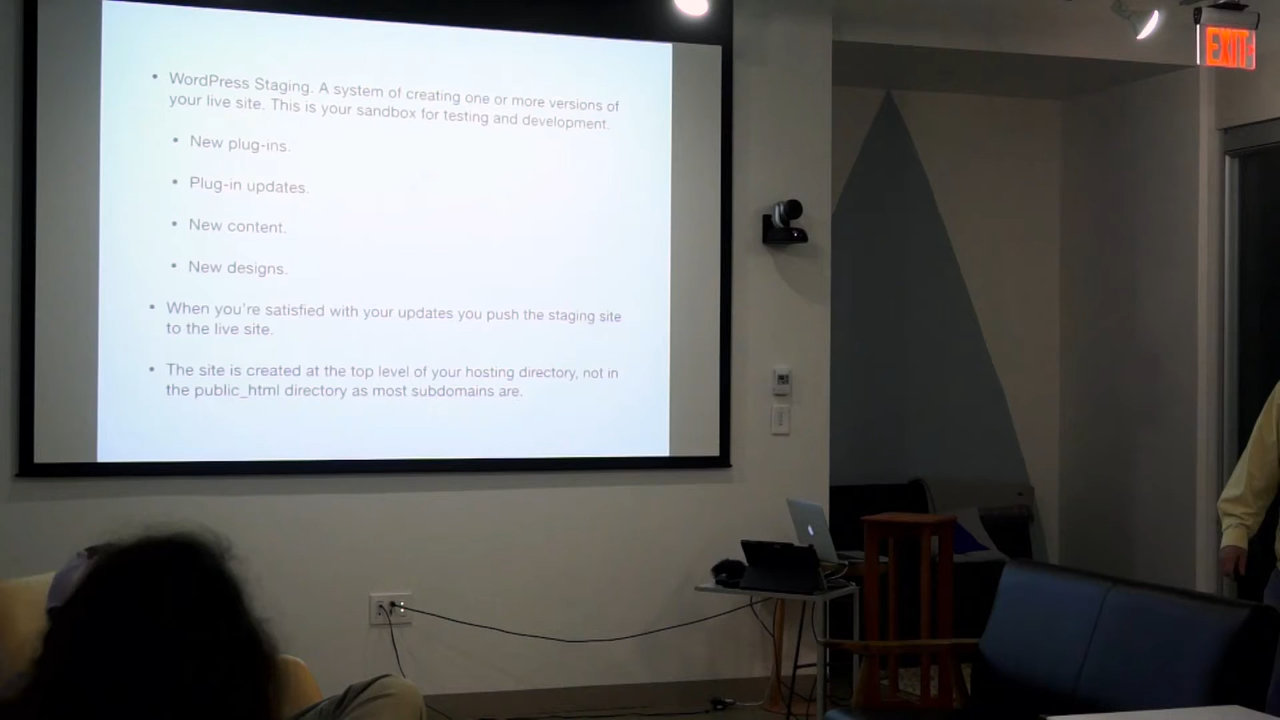 • WordPress Staging. A system of creating one or more versions of
your live site. This is your sandbox for testing and development.
• New plug-ins.
• Plug-in updates.
• New content.
• New designs.
• When you're satisfied with your updates you push the staging site
to the live site.
• The site is created at the top level of your hosting directory, not in
the public_html directory as most subdomains are.
EXIT